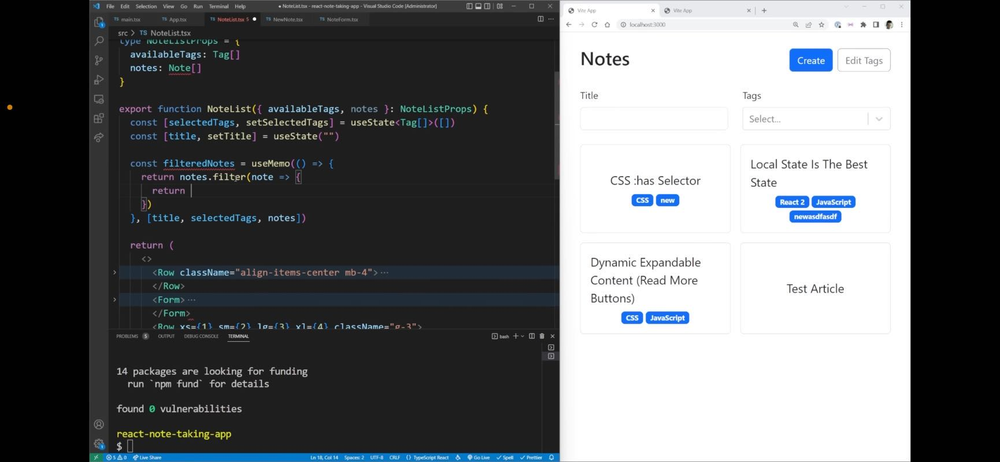 File Edit Selection View Go Run Terminal Help
● NoteList.tsx - react-note-taking-app - Visual Studio Code [Administrator]
TS main.tsx
TS App.tsx
TS NoteList.tsx 5 ●
TS NewNote.tsx
TS NoteForm.tsx
src > TS NoteList.tsx
type NoteListProps = {
availableTags: Tag[]
notes: Note[]
}
export function NoteList({ availableTags, notes }: NoteListProps) {
const [selectedTags, setSelectedTags] = useState<Tag[]>([])
const [title, setTitle] = useState("")
const filteredNotes = useMemo(() => {
return notes.filter(note => {
return
})
}, [title, selectedTags, notes])
return (
<>
<Row className="align-items-center mb-4">···
</Row>
<Form>···
</Form>
<Row xs={1} sm={2} lg={3} xl={4} className="g-3">
PROBLEMS 5 OUTPUT DEBUG CONSOLE TERMINAL
bash
14 packages are looking for funding
run `npm fund` for details
found 0 vulnerabilities
react-note-taking-app
$
5 0 Live Share
Ln 18, Col 14 Spaces: 2 UTF-8 CRLF {} TypeScript React Go Live Spell Prettier
Vite App
Vite App
localhost:3000
Notes
Create
Edit Tags
Title
Tags
Select...
CSS :has Selector
CSS new
Local State Is The Best
State
React 2 JavaScript
newasdfasdf
Dynamic Expandable
Content (Read More
Buttons)
CSS JavaScript
Test Article